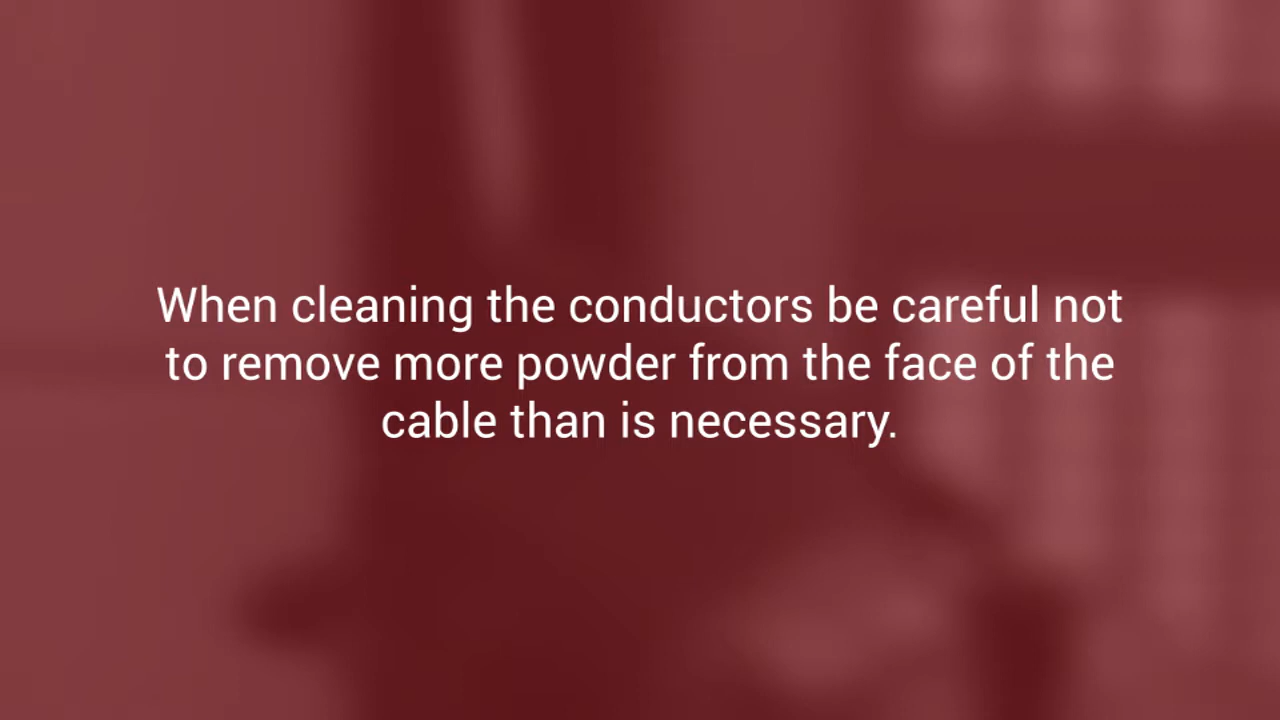 When cleaning the conductors be careful not
to remove more powder from the face of the
cable than is necessary.